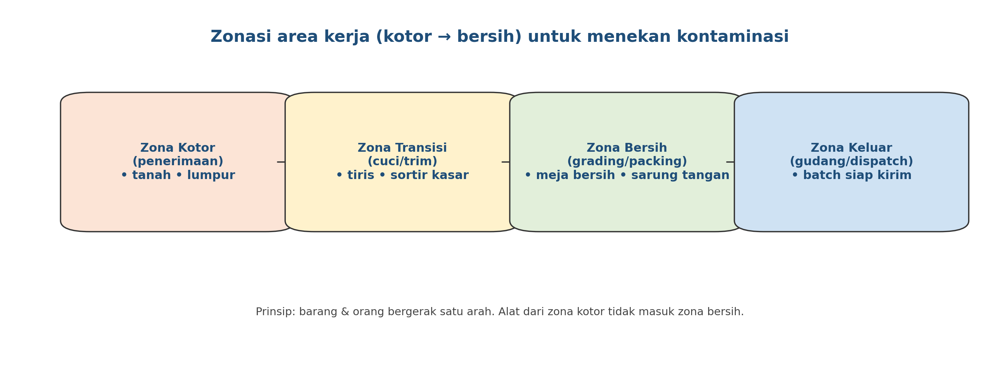 Zonasi area kerja (kotor → bersih) untuk menekan kontaminasi
Zona Kotor
(penerimaan)
• tanah • lumpur
Zona Transisi
(cuci/trim)
• tiris • sortir kasar
Zona Bersih
(grading/packing)
• meja bersih • sarung tangan
Zona Keluar
(gudang/dispatch)
• batch siap kirim
Prinsip: barang & orang bergerak satu arah. Alat dari zona kotor tidak masuk zona bersih.